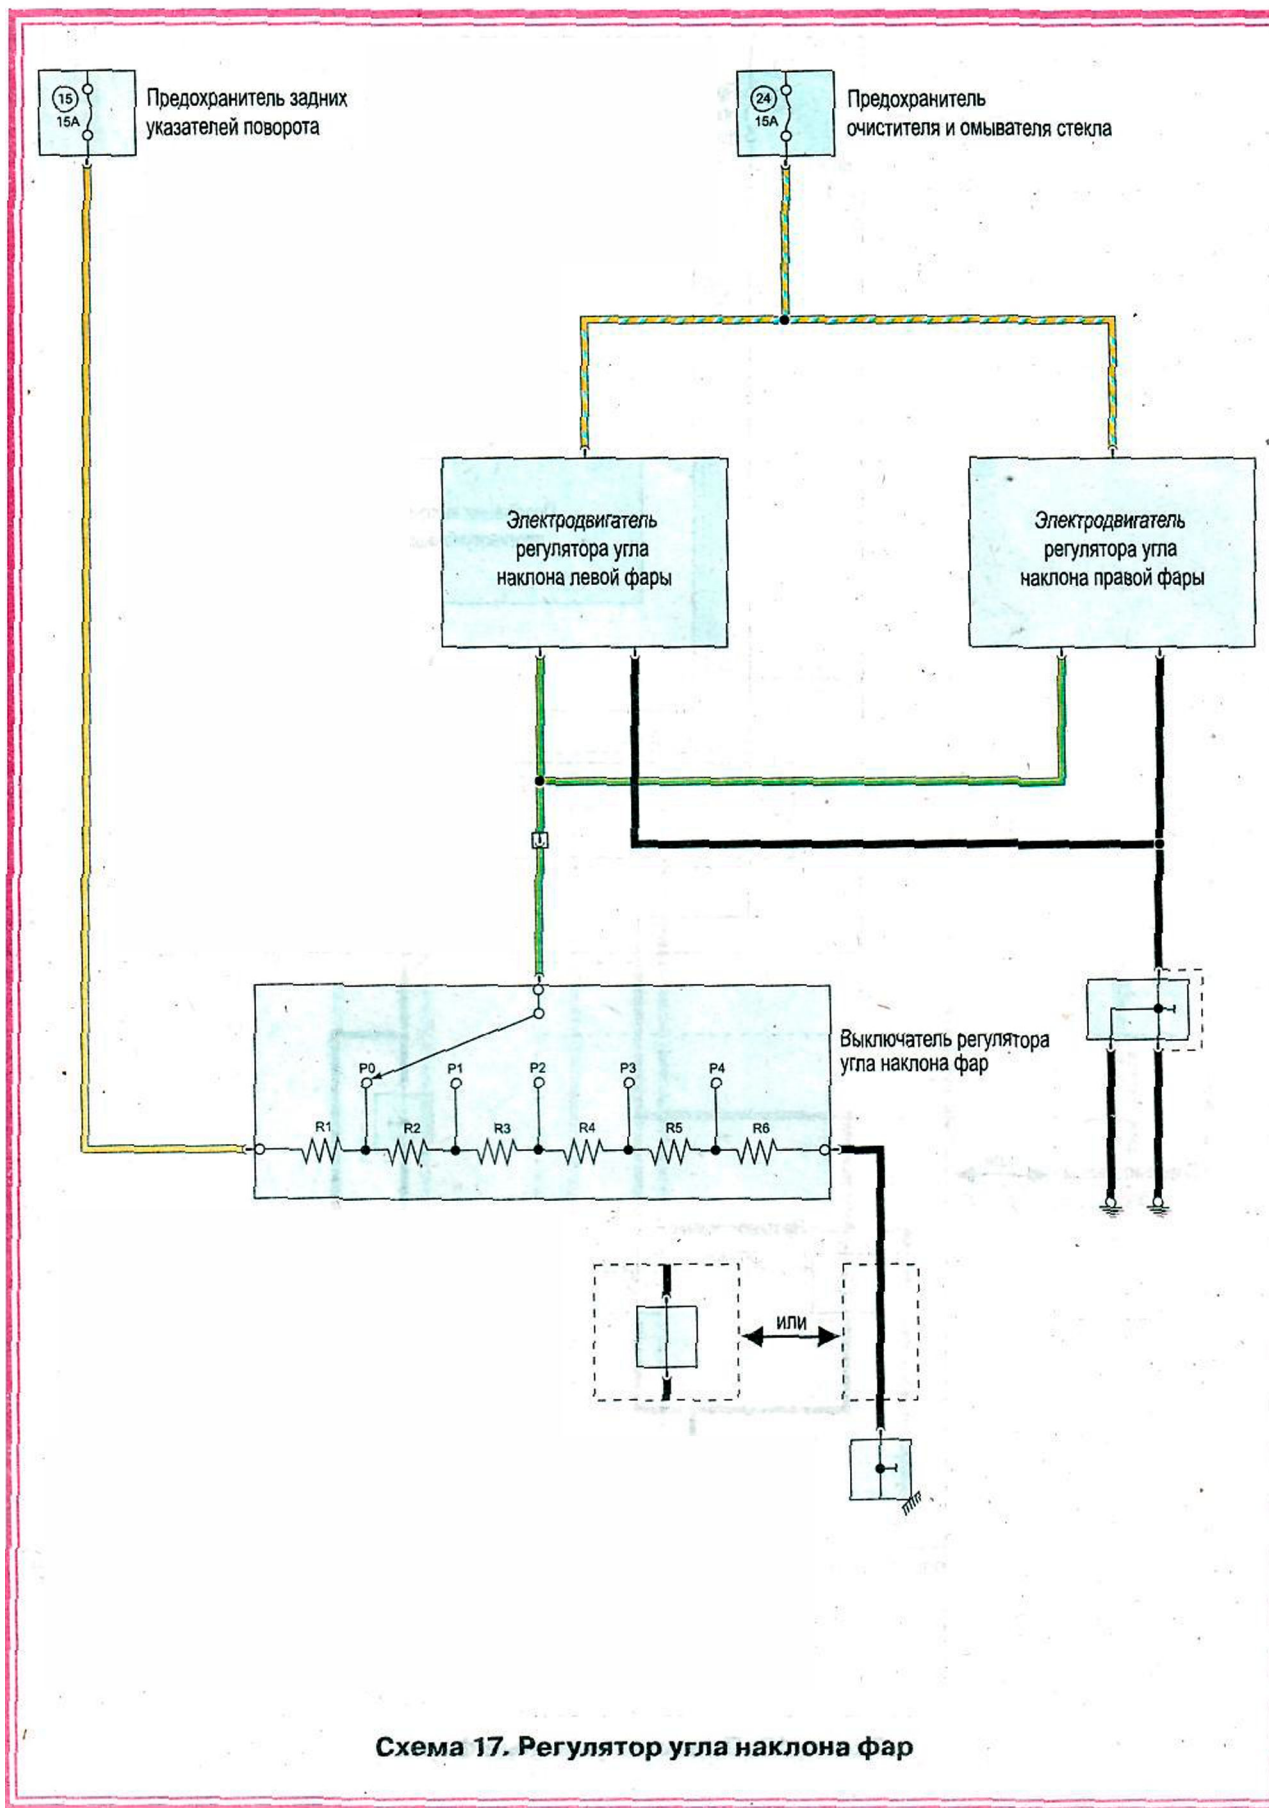 15
15А
Предохранитель задних
указателей поворота
24
15А
Предохранитель
очистителя и омывателя стекла
Электродвигатель
регулятора угла
наклона левой фары
Электродвигатель
регулятора угла
наклона правой фары
Выключатель регулятора
угла наклона фар
P0
P1
P2
P3
P4
R1
R2
R3
R4
R5
R6
ИЛИ
Схема 17. Регулятор угла наклона фар